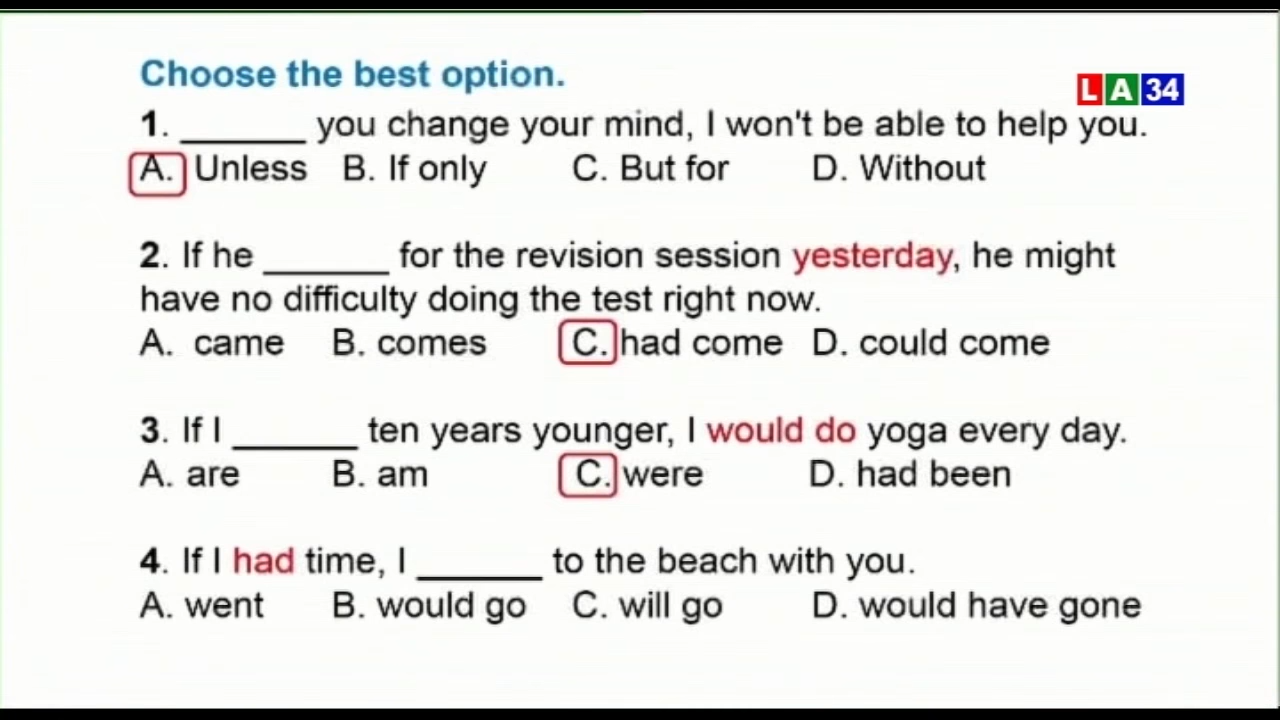 Choose the best option.
LA34
1. ______ you change your mind, I won't be able to help you.
A. Unless B. If only C. But for D. Without
2. If he ______ for the revision session yesterday, he might
have no difficulty doing the test right now.
A. came B. comes C. had come D. could come
3. If I ______ ten years younger, I would do yoga every day.
A. are B. am C. were D. had been
4. If I had time, I ______ to the beach with you.
A. went B. would go C. will go D. would have gone